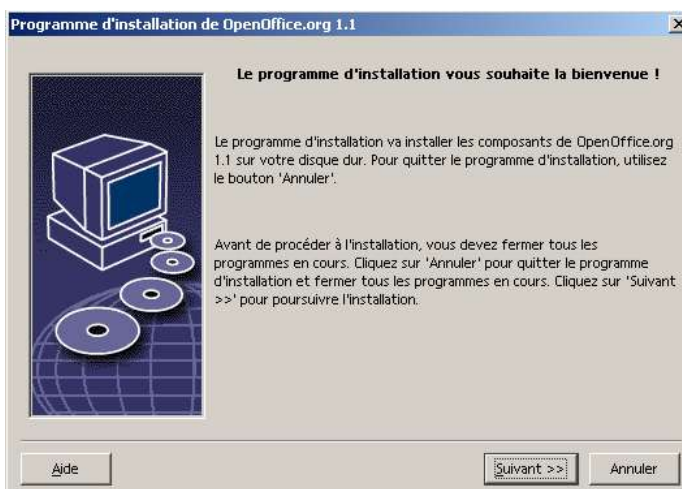 Programme d'installation de OpenOffice.org 1.1
Le programme d'installation vous souhaite la bienvenue !
Le programme d'installation va installer les composants de OpenOffice.org
1.1 sur votre disque dur. Pour quitter le programme d'installation, utilisez
le bouton 'Annuler'.
Avant de procéder à l'installation, vous devez fermer tous les
programmes en cours. Cliquez sur 'Annuler' pour quitter le programme
d'installation et fermer tous les programmes en cours. Cliquez sur 'Suivant
>>' pour poursuivre l'installation.
Aide
Suivant >>
Annuler